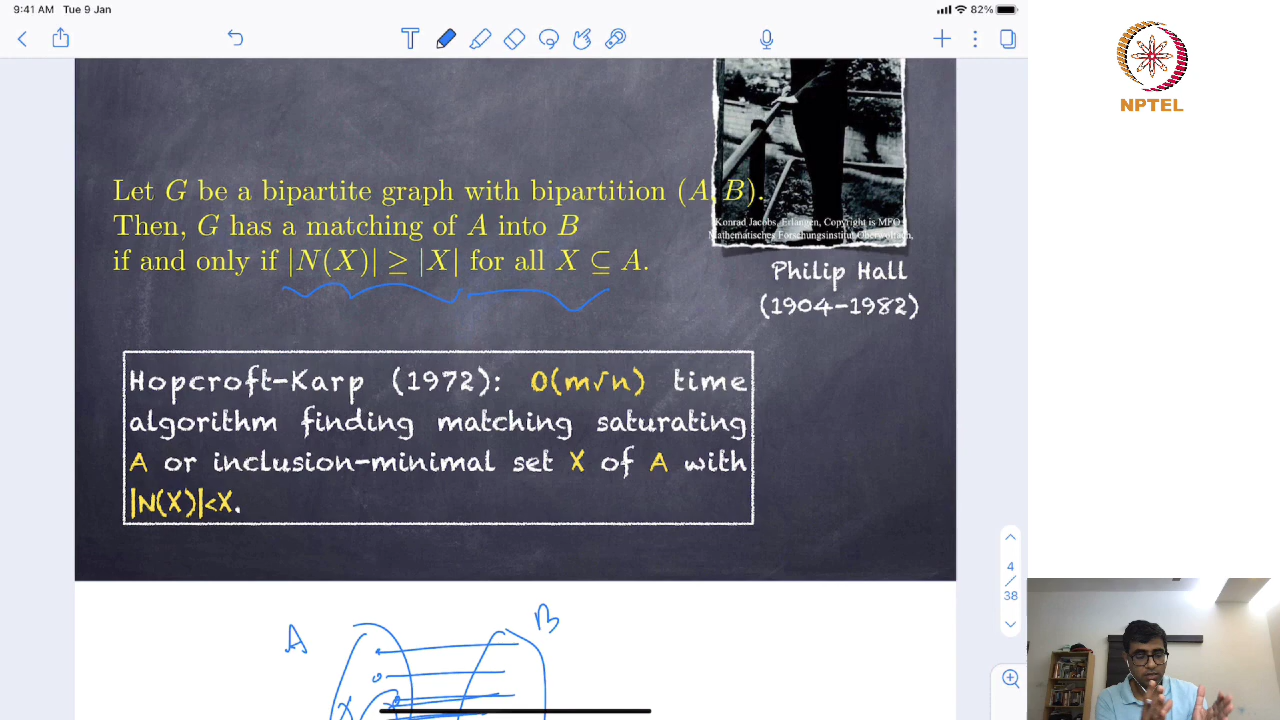 9:41 AM Tue 9 Jan
82%
NPTEL
Let G be a bipartite graph with bipartition (A, B).
Then, G has a matching of A into B
if and only if |N(X)| ≥ |X| for all X ⊆ A.
Konrad Jacobs, Erlangen, Copyright is MFO
Mathematisches Forschungsinstitut Oberwolfach,
Philip Hall
(1904-1982)
Hopcroft-Karp (1972): O(m√n) time
algorithm finding matching saturating
A or inclusion-minimal set X of A with
|N(X)|<X.
4
/
38
A
B
X